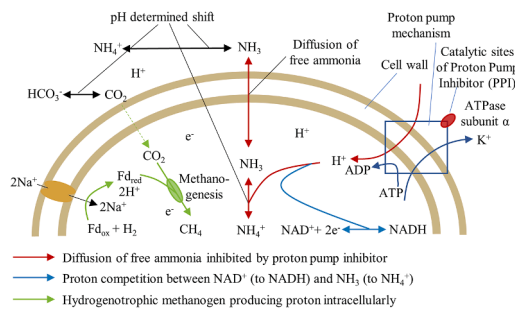 pH determined shift
Proton pump
mechanism
NH₄⁺
NH₃
Diffusion of
free ammonia
Cell wall
Catalytic sites
of Proton Pump
Inhibitor (PPI)
H⁺
HCO₃⁻
CO₂
ATPase
subunit α
K⁺
e⁻
H⁺
CO₂
NH₃
H⁺
ADP
ATP
Fd_red
2H⁺
Methano-
genesis
2Na⁺
2Na⁺
e⁻
Fd_ox + H₂
CH₄
NH₄⁺
NAD⁺+ 2e⁻
NADH
Diffusion of free ammonia inhibited by proton pump inhibitor
Proton competition between NAD⁺ (to NADH) and NH₃ (to NH₄⁺)
Hydrogenotrophic methanogen producing proton intracellularly